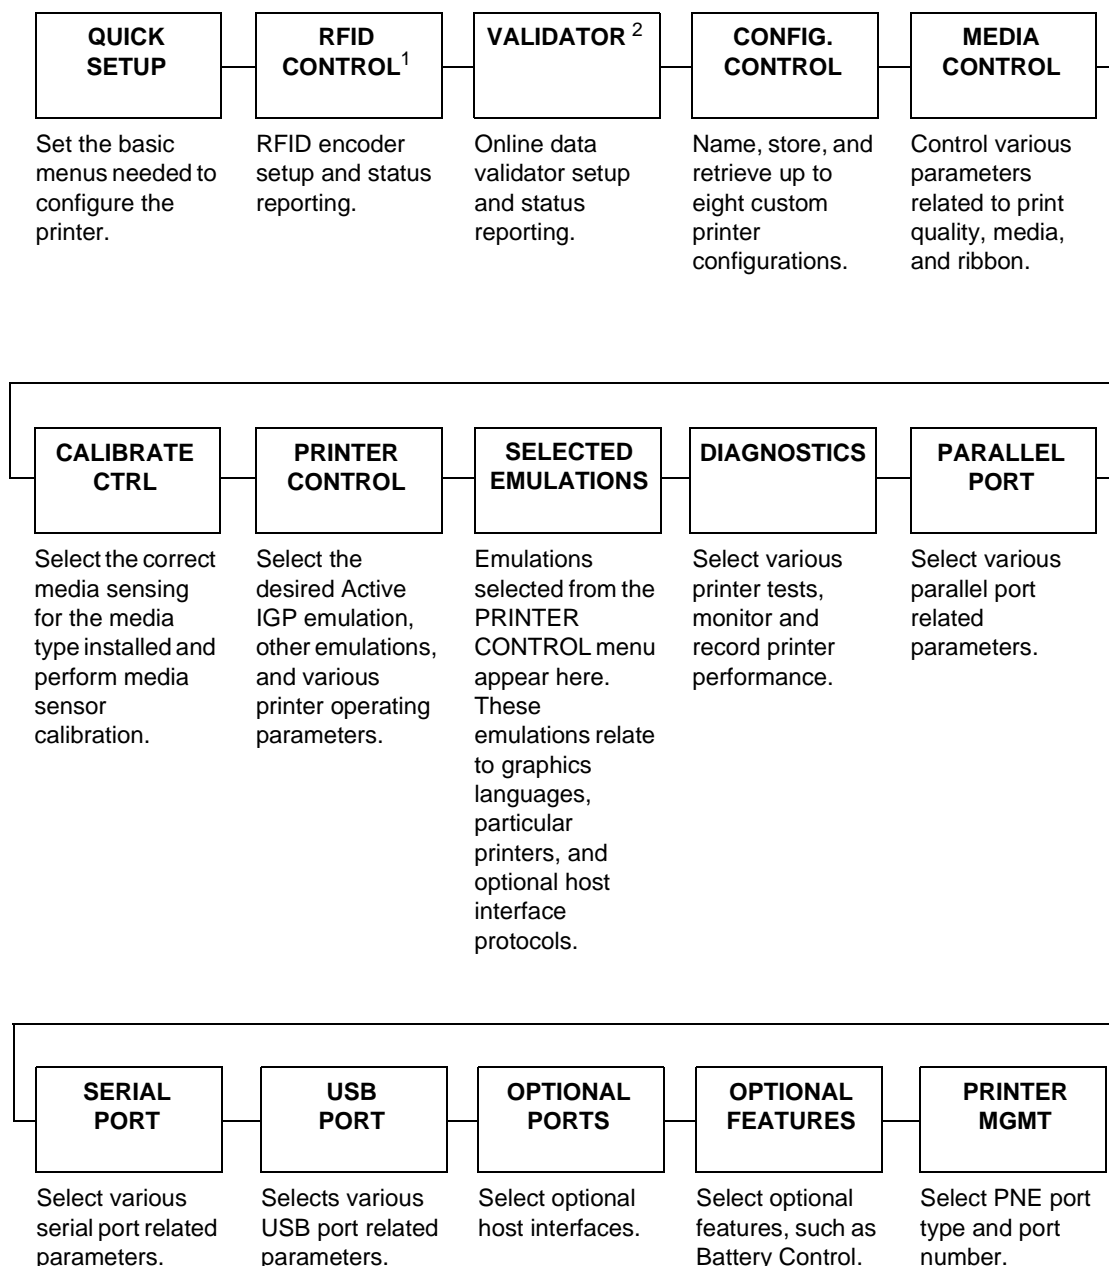 QUICK
SETUP
Set the basic
menus needed to
configure the
printer.
RFID
CONTROL1
RFID encoder
setup and status
reporting.
VALIDATOR 2
Online data
validator setup
and status
reporting.
CONFIG.
CONTROL
Name, store, and
retrieve up to
eight custom
printer
configurations.
MEDIA
CONTROL
Control various
parameters
related to print
quality, media,
and ribbon.
CALIBRATE
CTRL
Select the correct
media sensing
for the media
type installed and
perform media
sensor
calibration.
PRINTER
CONTROL
Select the
desired Active
IGP emulation,
other emulations,
and various
printer operating
parameters.
SELECTED
EMULATIONS
Emulations
selected from the
PRINTER
CONTROL menu
appear here.
These
emulations relate
to graphics
languages,
particular
printers, and
optional host
interface
protocols.
DIAGNOSTICS
Select various
printer tests,
monitor and
record printer
performance.
PARALLEL
PORT
Select various
parallel port
related
parameters.
SERIAL
PORT
Select various
serial port related
parameters.
USB
PORT
Selects various
USB port related
parameters.
OPTIONAL
PORTS
Select optional
host interfaces.
OPTIONAL
FEATURES
Select optional
features, such as
Battery Control.
PRINTER
MGMT
Select PNE port
type and port
number.